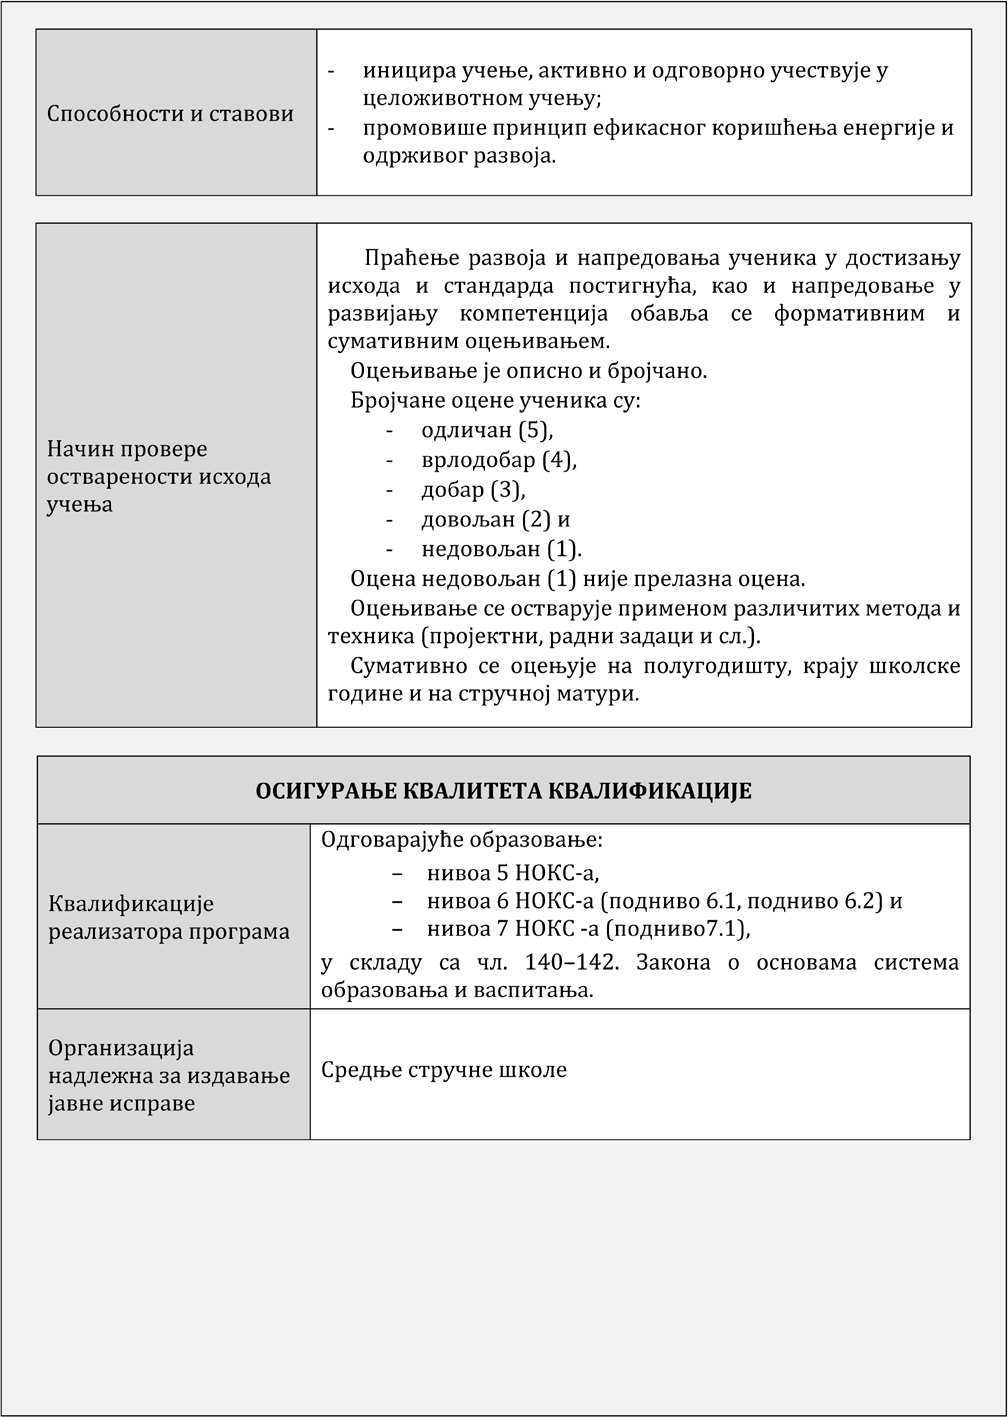 Способности и ставови
- иницира учење, активно и одговорно учествује у
целоживотном учењу;
- промовише принцип ефикасног коришћења енергије и
одрживог развоја.
Начин провере
остварености исхода
учења
Праћење развоја и напредовања ученика у достизању
исхода и стандарда постигнућа, као и напредовање у
развијању компетенција обавља се формативним и
сумативним оцењивањем.
Оцењивање је описно и бројчано.
Бројчане оцене ученика су:
- одличан (5),
- врлодобар (4),
- добар (3),
- довољан (2) и
- недовољан (1).
Оцена недовољан (1) није прелазна оцена.
Оцењивање се остварује применом различитих метода и
техника (пројектни, радни задаци и сл.).
Сумативно се оцењује на полугодишту, крају школске
године и на стручној матури.
ОСИГУРАЊЕ КВАЛИТЕТА КВАЛИФИКАЦИЈЕ
Квалификације
реализатора програма
Одговарајуће образовање:
– нивоа 5 НОКС-а,
– нивоа 6 НОКС-а (подниво 6.1, подниво 6.2) и
– нивоа 7 НОКС -а (подниво7.1),
у складу са чл. 140–142. Закона о основама система
образовања и васпитања.
Организација
надлежна за издавање
јавне исправе
Средње стручне школе